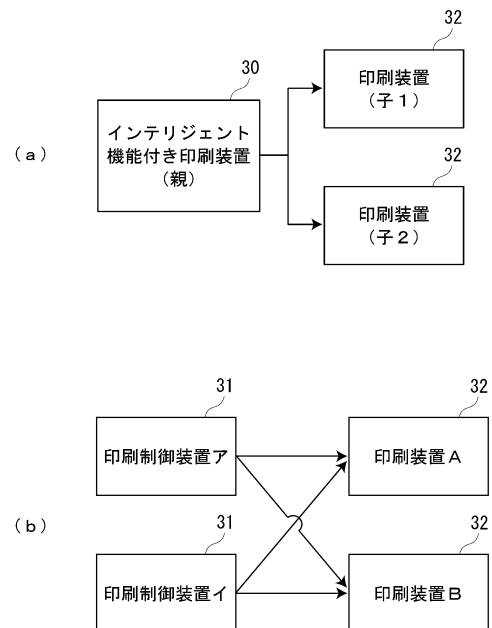 32
30
印刷装置
(子1)
インテリジェント
機能付き印刷装置
(親)
(a)
32
印刷装置
(子2)
31
32
印刷制御装置ア
印刷装置A
(b)
31
32
印刷制御装置イ
印刷装置B